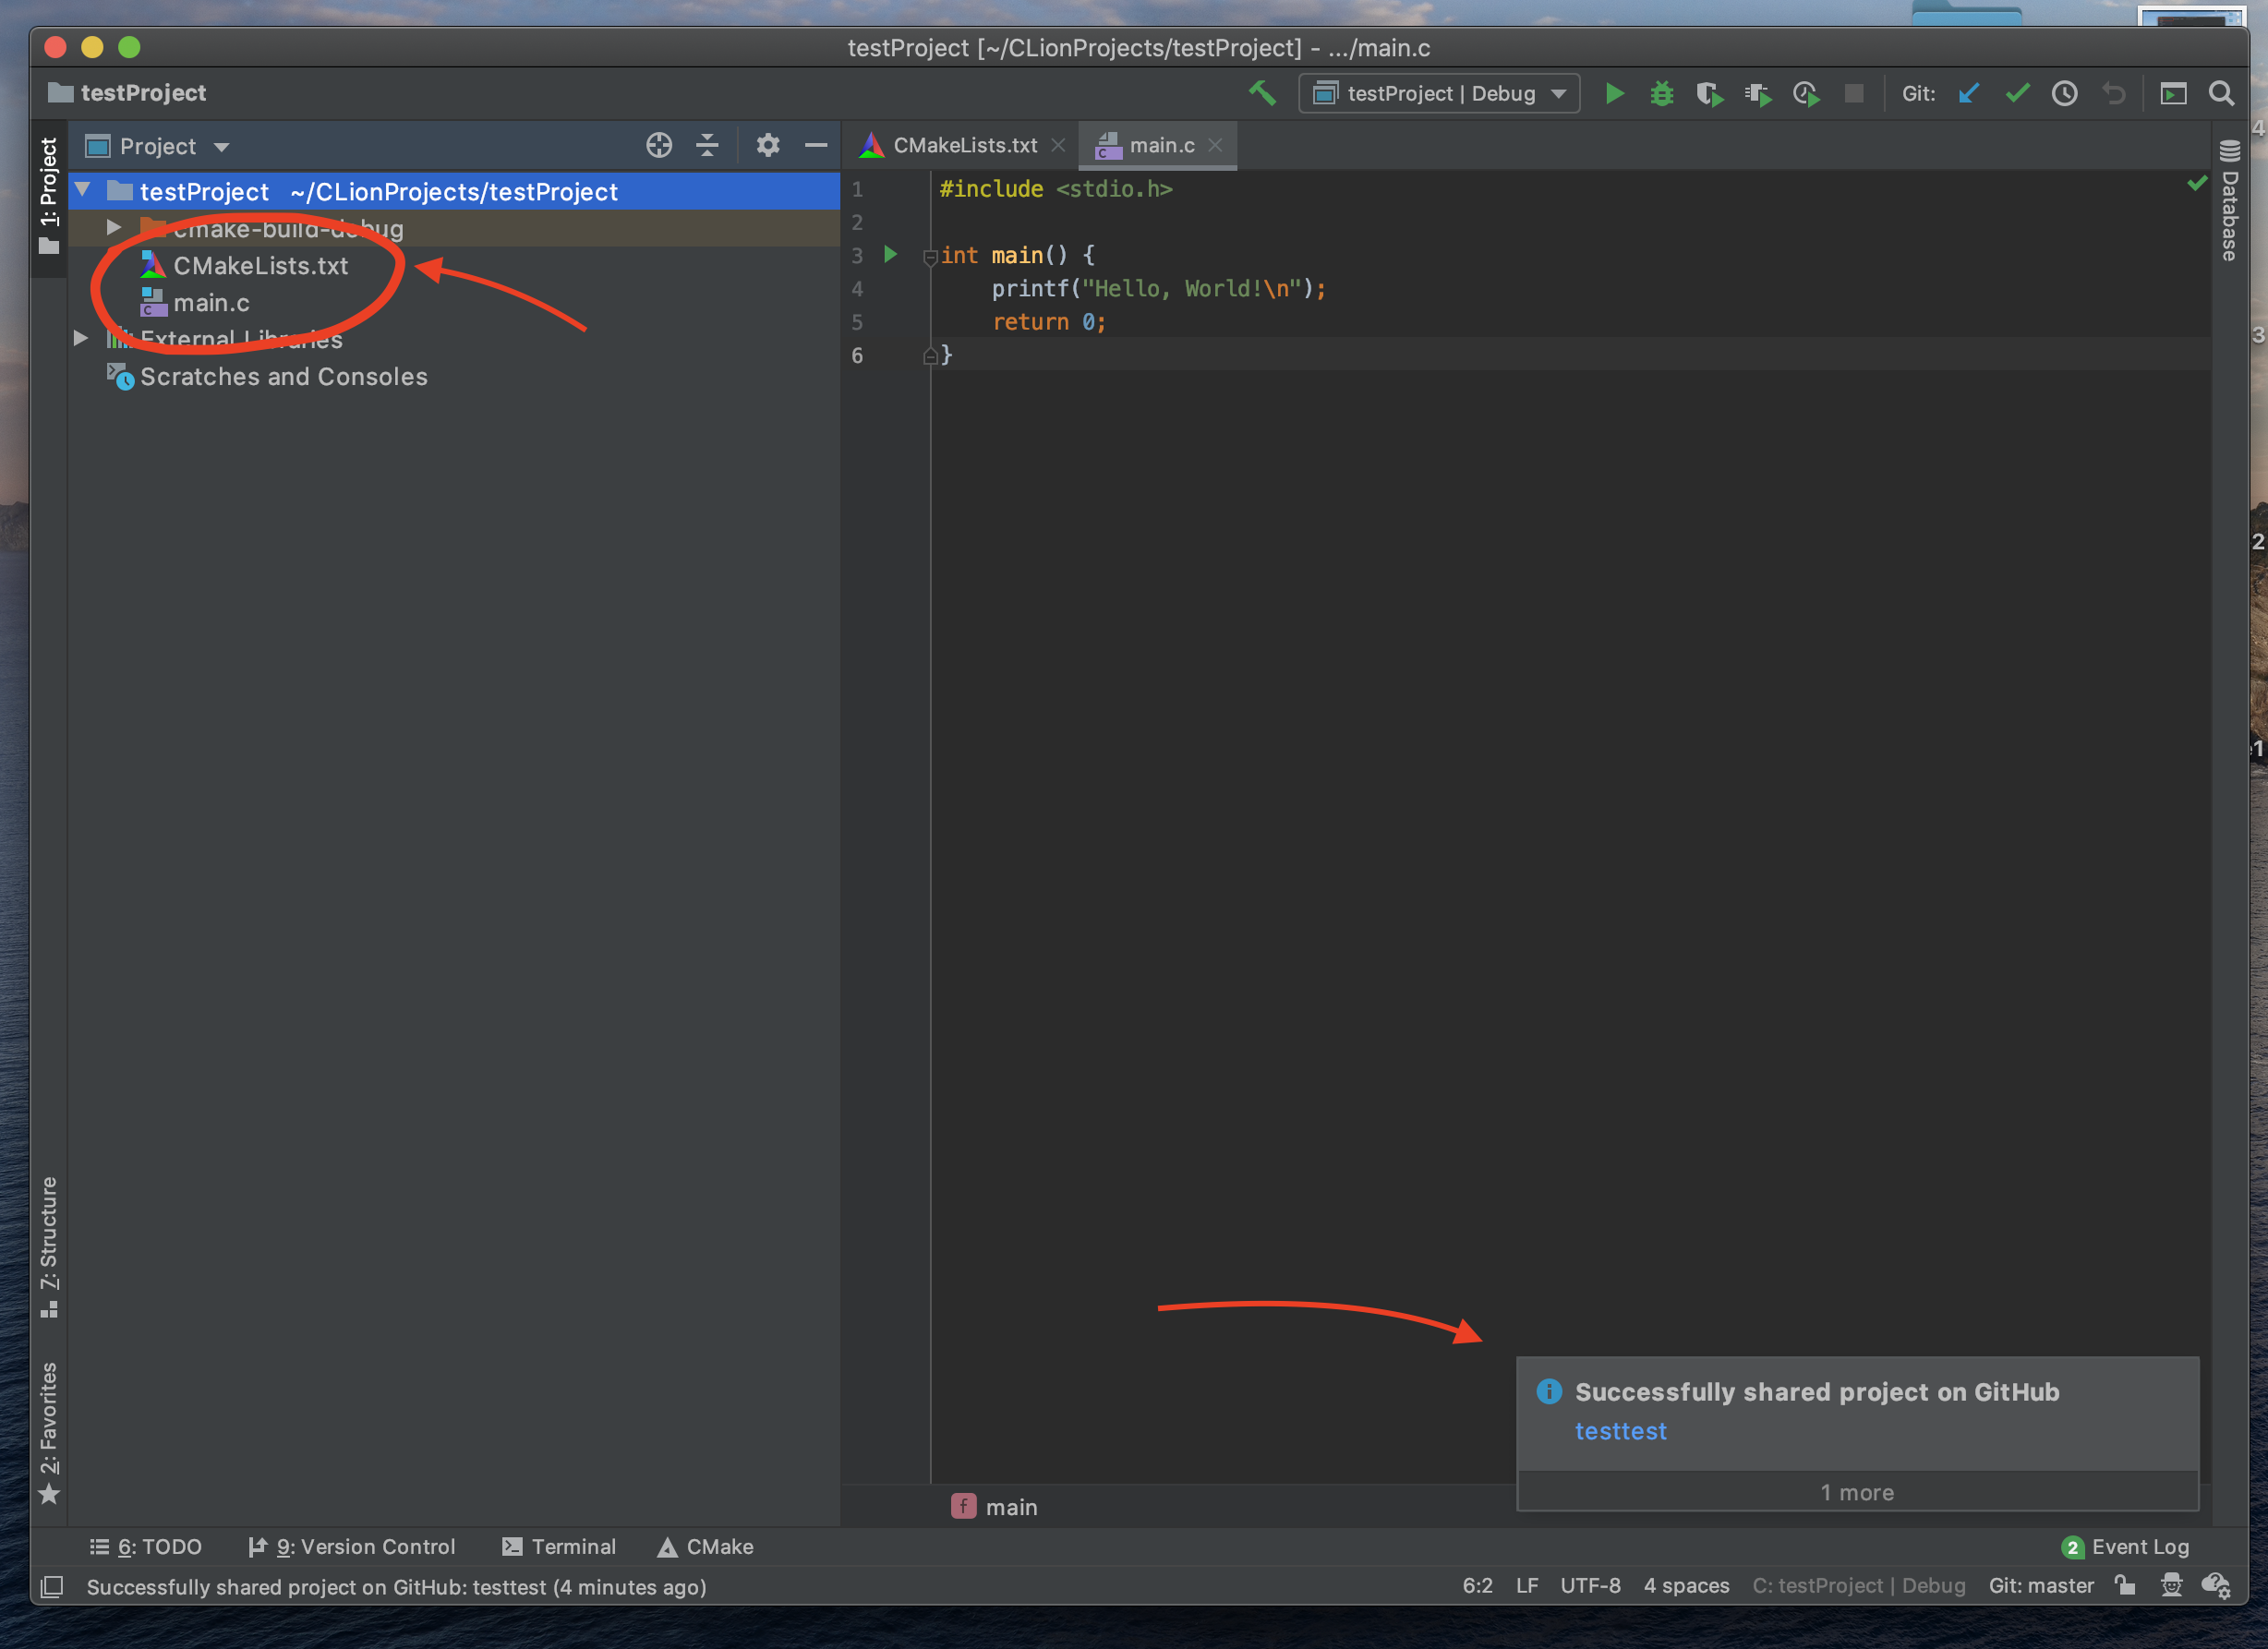 testProject [~/CLionProjects/testProject] - .../main.c
testProject
testProject | Debug
Git:
1: Project
Project
CMakeLists.txt
main.c
testProject ~/CLionProjects/testProject
cmake-build-debug
CMakeLists.txt
main.c
External Libraries
Scratches and Consoles
1 #include <stdio.h>
2
3 int main() {
4 printf("Hello, World!\n");
5 return 0;
6 }
Database
4
3
2
7: Structure
2: Favorites
Successfully shared project on GitHub
testtest
1 more
f main
6: TODO
9: Version Control
Terminal
CMake
2 Event Log
Successfully shared project on GitHub: testtest (4 minutes ago)
6:2 LF UTF-8 4 spaces C: testProject | Debug Git: master